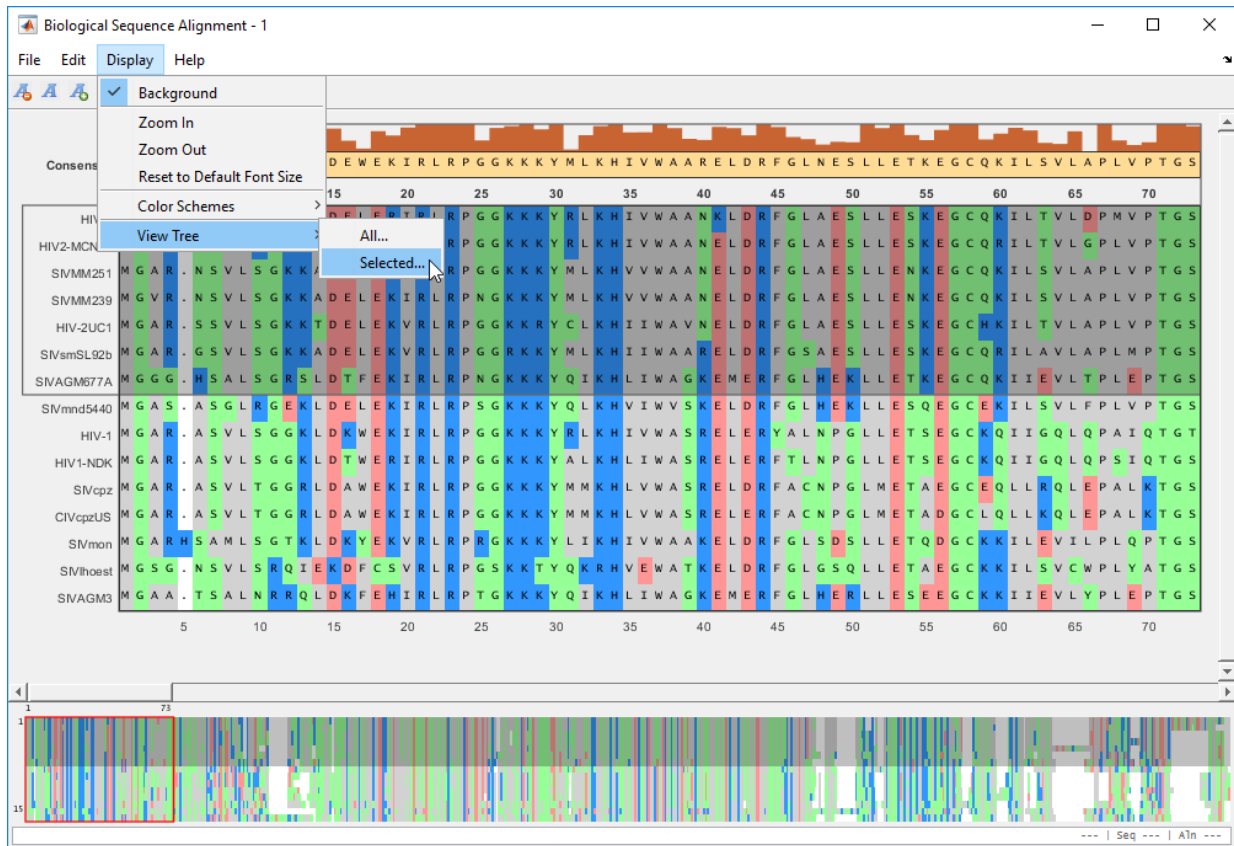 Biological Sequence Alignment - 1
File Edit Display Help
Background
Zoom In
Zoom Out
Reset to Default Font Size
Color Schemes
View Tree
All...
Selected...
Consens D E W E K I R L R P G G K K K Y M L K H I V W A A R E L D R F G L N E S L L E T K E G C Q K I L S V L A P L V P T G S
15 20 25 30 35 40 45 50 55 60 65 70
HIV D E L E R I R L R P G G K K K Y R L K H I V W A A N K L D R F G L A E S L L E S K E G C Q K I L T V L D P M V P T G S
HIV2-MCN R P G G K K K Y R L K H I V W A A N E L D R F G L A E S L L E S K E G C Q R I L T V L G P L V P T G S
SIVMM251 M G A R . N S V L S G K K A R P G G K K K Y M L K H V V W A A N E L D R F G L A E S L L E N K E G C Q K I L S V L A P L V P T G S
SIVMM239 M G V R . N S V L S G K K A D E L E K I R L R P N G K K K Y M L K H V V W A A N E L D R F G L A E S L L E N K E G C Q K I L S V L A P L V P T G S
HIV-2UC1 M G A R . S S V L S G K K T D E L E K V R L R P G G K K R Y C L K H I I W A V N E L D R F G L A E S L L E S K E G C H K I L T V L A P L V P T G S
SIVsmSL92b M G A R . G S V L S G K K A D E L E K V R L R P G G R K K Y M L K H I I W A A R E L D R F G S A E S L L E S K E G C Q R I L A V L A P L M P T G S
SIVAGM677A M G G G . H S A L S G R S L D T F E K I R L R P N G K K K Y Q I K H L I W A G K E M E R F G L H E K L L E T K E G C Q K I I E V L T P L E P T G S
SIVmnd5440 M G A S . A S G L R G E K L D E L E K I R L R P S G K K K Y Q L K H V I W V S K E L D R F G L H E K L L E S Q E G C E K I L S V L F P L V P T G S
HIV-1 M G A R . A S V L S G G K L D K W E K I R L R P G G K K K Y R L K H I V W A S R E L E R Y A L N P G L L E T S E G C K Q I I G Q L Q P A I Q T G T
HIV1-NDK M G A R . A S V L S G G K L D T W E R I R L R P G G K K K Y A L K H L I W A S R E L E R F T L N P G L L E T S E G C K Q I I G Q L Q P S I Q T G S
SIVcpz M G A R . A S V L T G G R L D A W E K I R L R P G G K K K Y M M K H L V W A S R E L D R F A C N P G L M E T A E G C E Q L L R Q L E P A L K T G S
CIVcpzUS M G A R . A S V L T G G R L D A W E K I R L R P G G K K K Y M M K H L V W A S R E L E R F A C N P G L M E T A D G C L Q L L K Q L E P A L K T G S
SIVmon M G A R H S A M L S G T K L D K Y E K V R L R P R G K K K Y L I K H V I W A A K E L D R F G L S D S L L E T Q D G C K K I L E V I L P L Q P T G S
SIVlhoest M G S G . N S V L S R Q I E K D F C S V R L R P G S K K T Y Q K R H V E W A T K E L D R F G L G S Q L L E T A E G C K K I L S V C W P L Y A T G S
SIVAGM3 M G A A . T S A L N R R Q L D K F E H I R L R P T G K K K Y Q I K H L I W A G K E M E R F G L H E R L L E S E E G C K K I I E V L Y P L E P T G S
5 10 15 20 25 30 35 40 45 50 55 60 65 70
1 73
1
15
--- | Seq --- | Aln ---